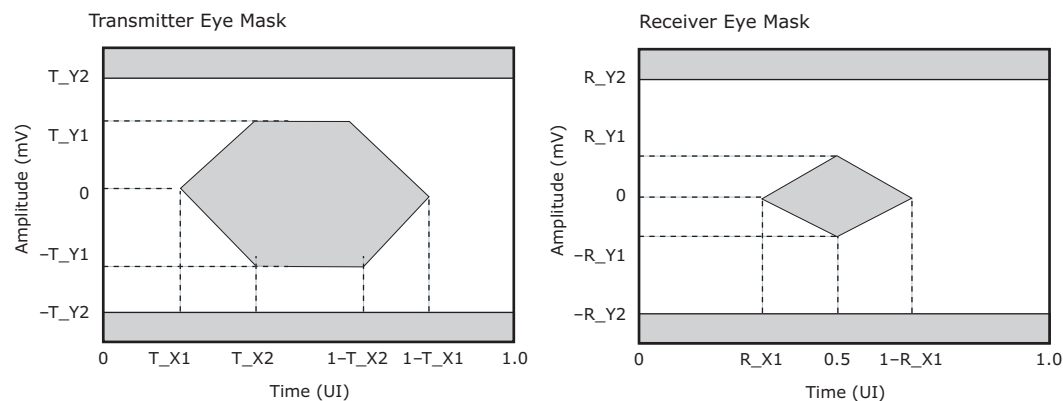 Transmitter Eye Mask
Amplitude (mV)
T_Y2
T_Y1
0
–T_Y1
–T_Y2
0
T_X1
T_X2
1–T_X2
1–T_X1
1.0
Time (UI)
Receiver Eye Mask
Amplitude (mV)
R_Y2
R_Y1
0
–R_Y1
–R_Y2
0
R_X1
0.5
1–R_X1
1.0
Time (UI)